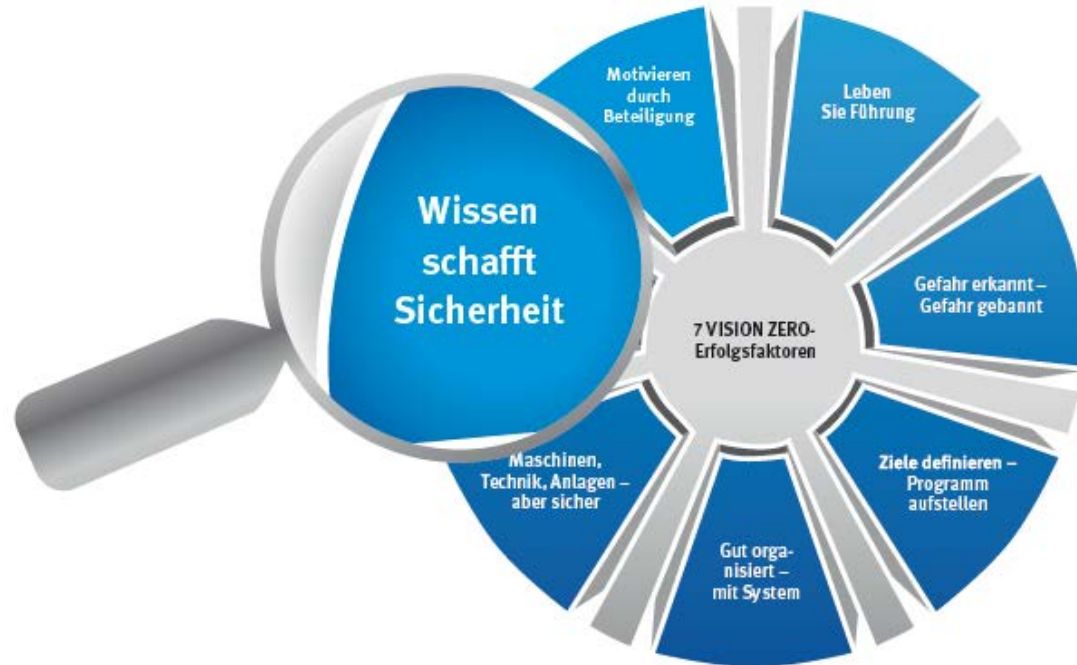 Motivieren
durch
Beteiligung
Leben
Sie Führung
Wissen
schafft
Sicherheit
Gefahr erkannt –
Gefahr gebannt
7 VISION ZERO-
Erfolgsfaktoren
Maschinen,
Technik, Anlagen –
aber sicher
Ziele definieren –
Programm
aufstellen
Gut orga-
nisiert –
mit System